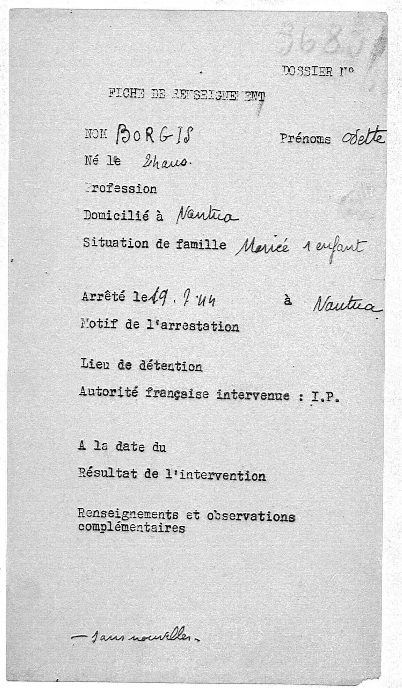 DOSSIER N°
FICHE DE RENSEIGNEMENT
NOM BORGIS Prénoms Odette
Né le 24 ans.
Profession
Domicilié à Nantua
Situation de famille Mariée 1 enfant
Arrêté le 19.7.44 à Nantua
Motif de l'arrestation
Lieu de détention
Autorité française intervenue : I.P.
A la date du
Résultat de l'intervention
Renseignements et observations
complémentaires
- sans nouvelles -